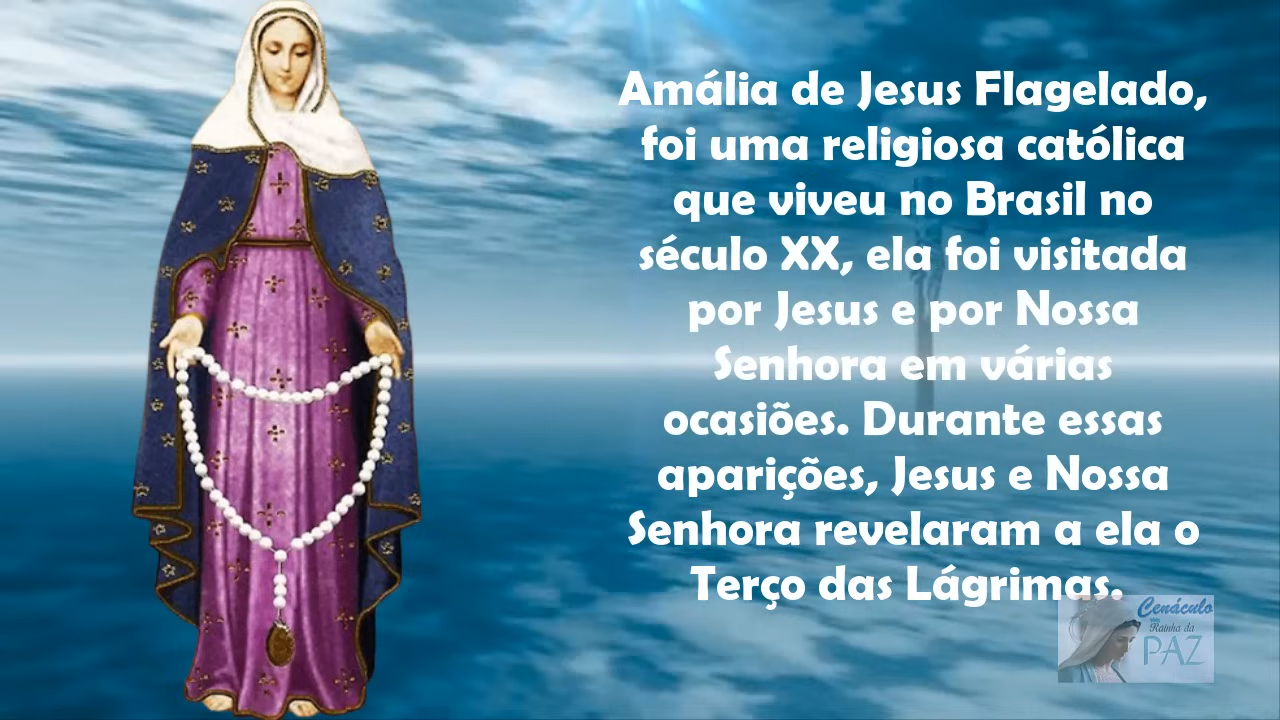 Amália de Jesus Flagelado,
foi uma religiosa católica
que viveu no Brasil no
século XX, ela foi visitada
por Jesus e por Nossa
Senhora em várias
ocasiões. Durante essas
aparições, Jesus e Nossa
Senhora revelaram a ela o
Terço das Lágrimas.
Cenáculo
Rainha da
PAZ